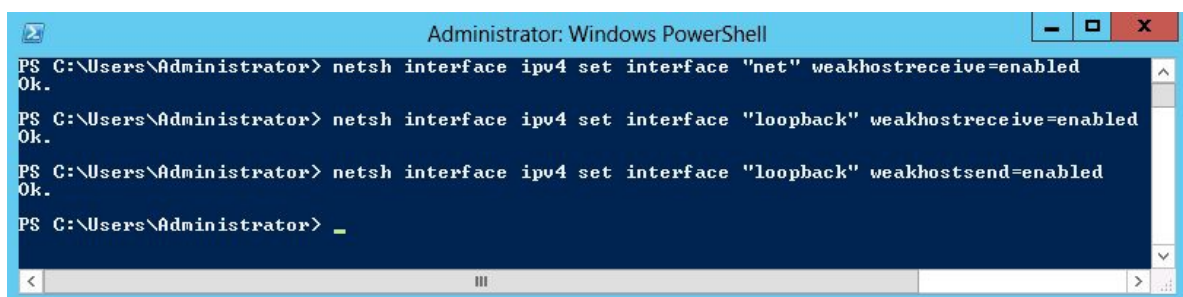 Administrator: Windows PowerShell
PS C:\Users\Administrator> netsh interface ipv4 set interface "net" weakhostreceive=enabled
Ok.
PS C:\Users\Administrator> netsh interface ipv4 set interface "loopback" weakhostreceive=enabled
Ok.
PS C:\Users\Administrator> netsh interface ipv4 set interface "loopback" weakhostsend=enabled
Ok.
PS C:\Users\Administrator> _